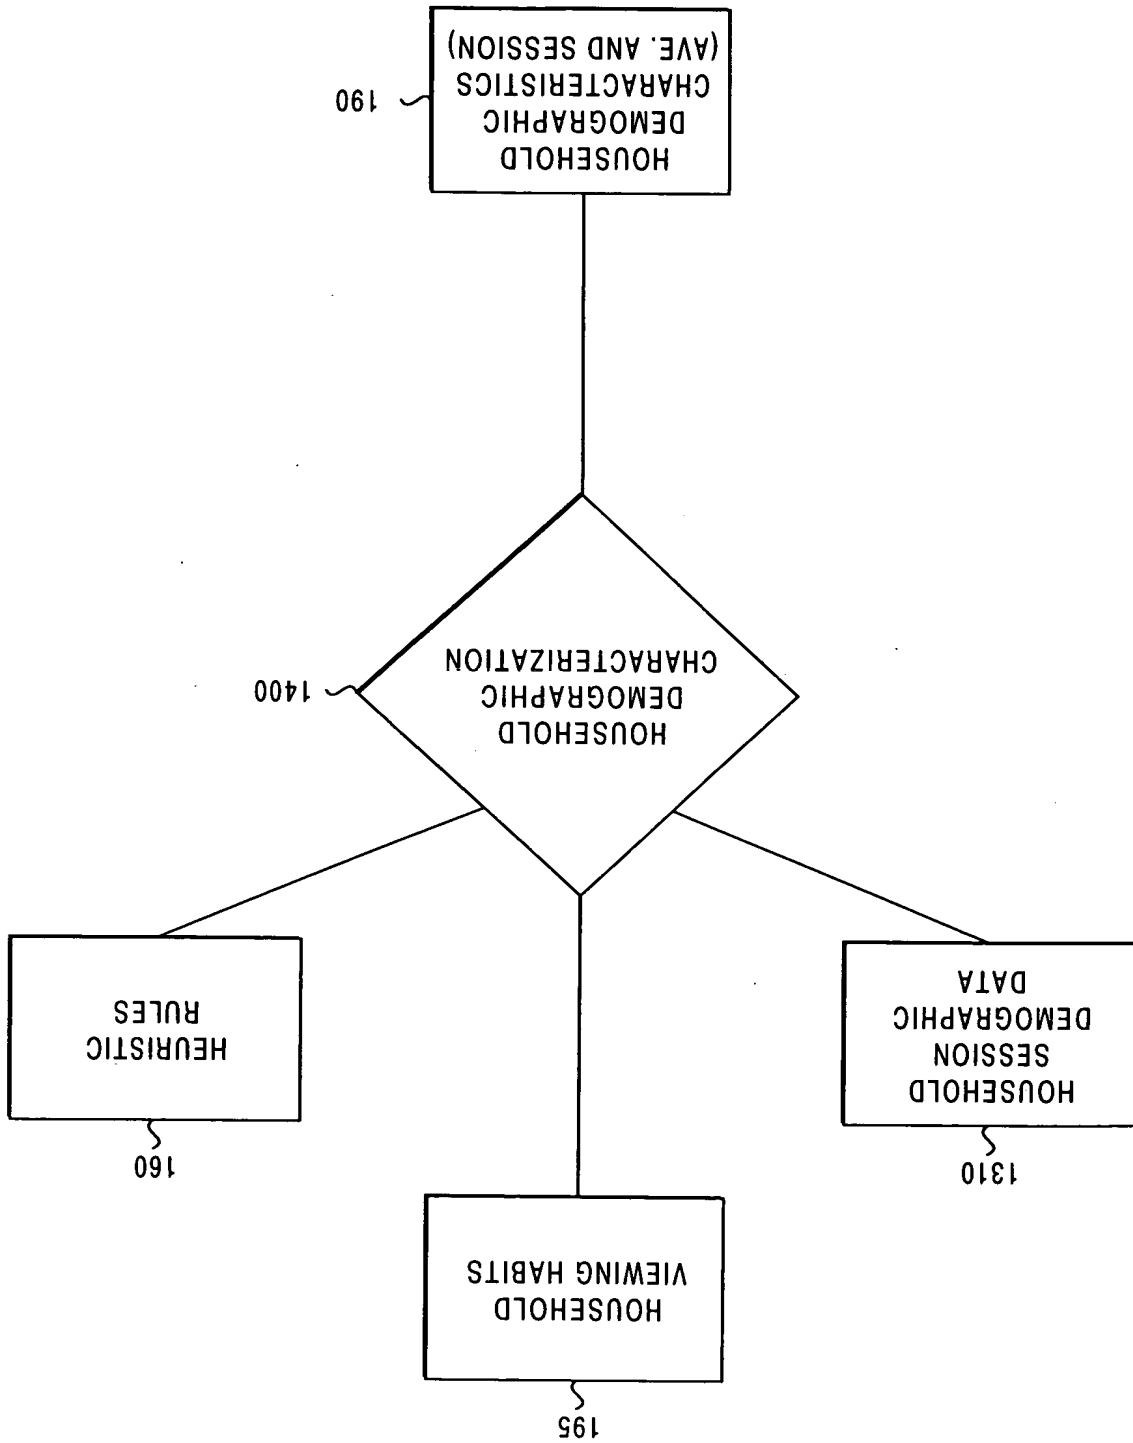 195
HOUSEHOLD
VIEWING HABITS
1310
HOUSEHOLD
SESSION
DEMOGRAPHIC
DATA
160
HEURISTIC
RULES
HOUSEHOLD
DEMOGRAPHIC
CHARACTERIZATION
1400
HOUSEHOLD
DEMOGRAPHIC
CHARACTERISTICS
(AVE. AND SESSION)
190